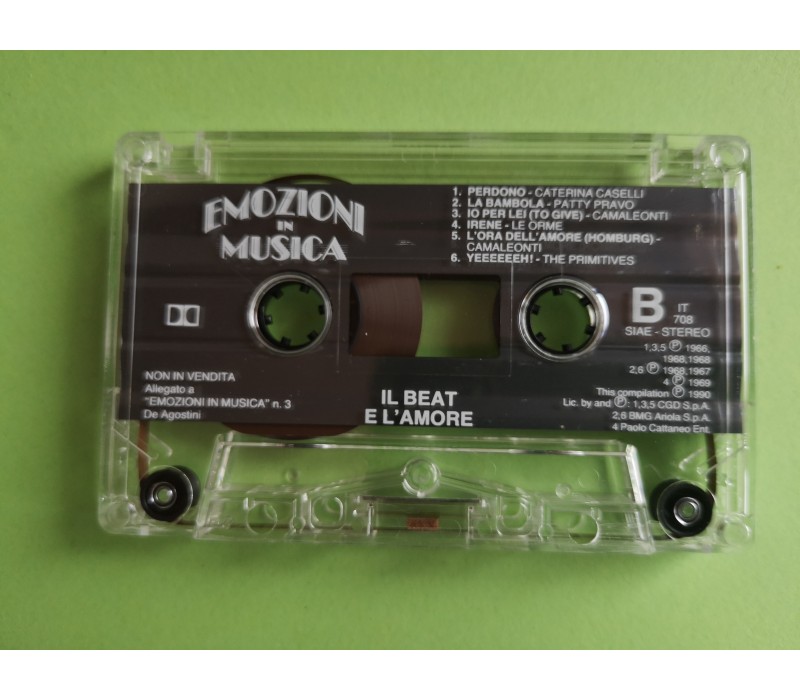 EMOZIONI
IN
MUSICA
1. PERDONO - CATERINA CASELLI
2. LA BAMBOLA - PATTY PRAVO
3. IO PER LEI (TO GIVE) - CAMALEONTI
4. IRENE - LE ORME
5. L'ORA DELL'AMORE (HOMBURG) -
CAMALEONTI
6. YEEEEEEH! - THE PRIMITIVES
B IT
708
SIAE - STEREO
NON IN VENDITA
Allegato a
"EMOZIONI IN MUSICA" n. 3
De Agostini
IL BEAT
E L'AMORE
1,3,5 ℗ 1966,
1968,1968
2,6 ℗ 1968,1967
4 ℗ 1969
This compilation ℗ 1990
Lic. by and ℗: 1,3,5 CGD S.p.A.
2,6 BMG Ariola S.p.A.
4 Paolo Cattaneo Ent.